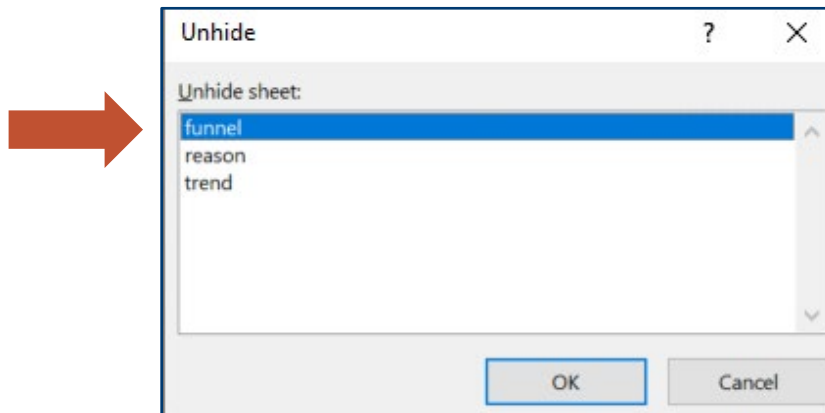 Unhide ? ×
Unhide sheet:
funnel
reason
trend
OK Cancel